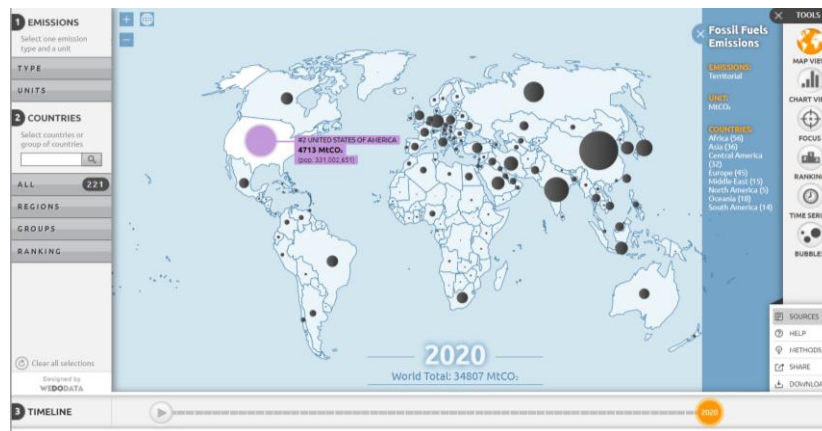 1 EMISSIONS
Select one emission
type and a unit
TYPE
UNITS
2 COUNTRIES
Select countries or
group of countries
ALL 221
REGIONS
GROUPS
RANKING
Clear all selections
Designed by
WEDODATA
#2 UNITED STATES OF AMERICA
4713 MtCO₂
(pop. 331,002,651)
2020
World Total: 34807 MtCO₂
Fossil Fuels
Emissions
EMISSIONS:
Territorial
UNIT:
MtCO₂
COUNTRIES:
Africa (56)
Asia (36)
Central America
(32)
Europe (45)
Middle East (15)
North America (5)
Oceania (18)
South America (14)
TOOLS
MAP VIE
CHART VI
FOCUS
RANKIN
TIME SERI
BUBBLE
SOURCES
HELP
METHODS
SHARE
DOWNLOA
3 TIMELINE
2020